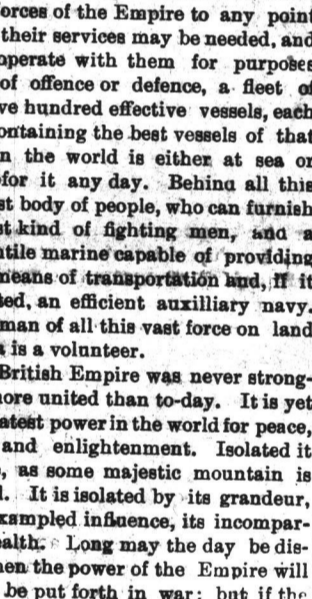 orces of the Empire to any point
their services may be needed, and
operate with them for purposes
of offence or defence, a fleet of
ve hundred effective vessels, each
ontaining the best vessels of that
n the world is either at sea or
for it any day. Behind all this
st body of people, who can furnish
st kind of fighting men, and a
ntile marine capable of providing
means of transportation and, if it
ted, an efficient auxilliary navy.
man of all this vast force on land
a is a volunteer.
British Empire was never strong-
more united than to-day. It is yet
atest power in the world for peace,
and enlightenment. Isolated it
, as some majestic mountain is
l. It is isolated by its grandeur,
xampled influence, its incompar-
ealth. Long may the day be dis-
hen the power of the Empire will
be put forth in war; but if the